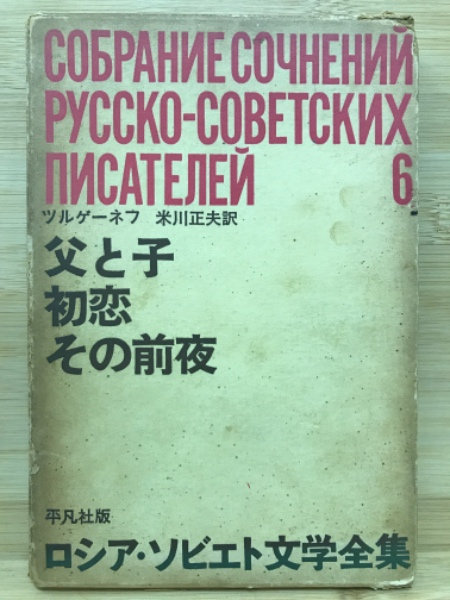 СОБРАНИЕ СОЧНЕНИЙ
РУССКО-СОВЕТСКИХ
ПИСАТЕЛЕЙ 6
ツルゲーネフ 米川正夫訳
父と子
初恋
その前夜
平凡社版
ロシア・ソビエト文学全集